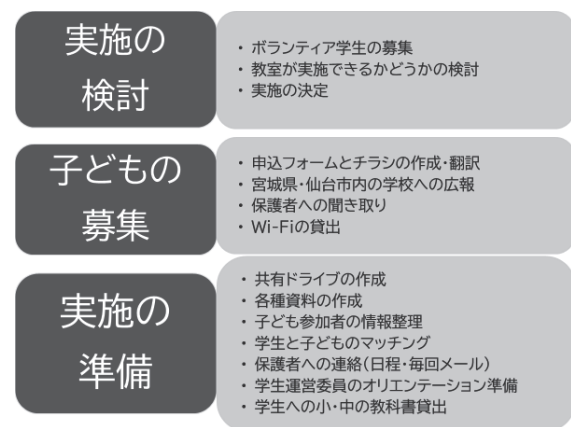 実施の
検討
・ボランティア学生の募集
・教室が実施できるかどうかの検討
・実施の決定
子どもの
募集
・申込フォームとチラシの作成・翻訳
・宮城県・仙台市内の学校への広報
・保護者への聞き取り
・Wi-Fiの貸出
実施の
準備
・共有ドライブの作成
・各種資料の作成
・子ども参加者の情報整理
・学生と子どものマッチング
・保護者への連絡(日程・毎回メール)
・学生運営委員のオリエンテーション準備
・学生への小・中の教科書貸出